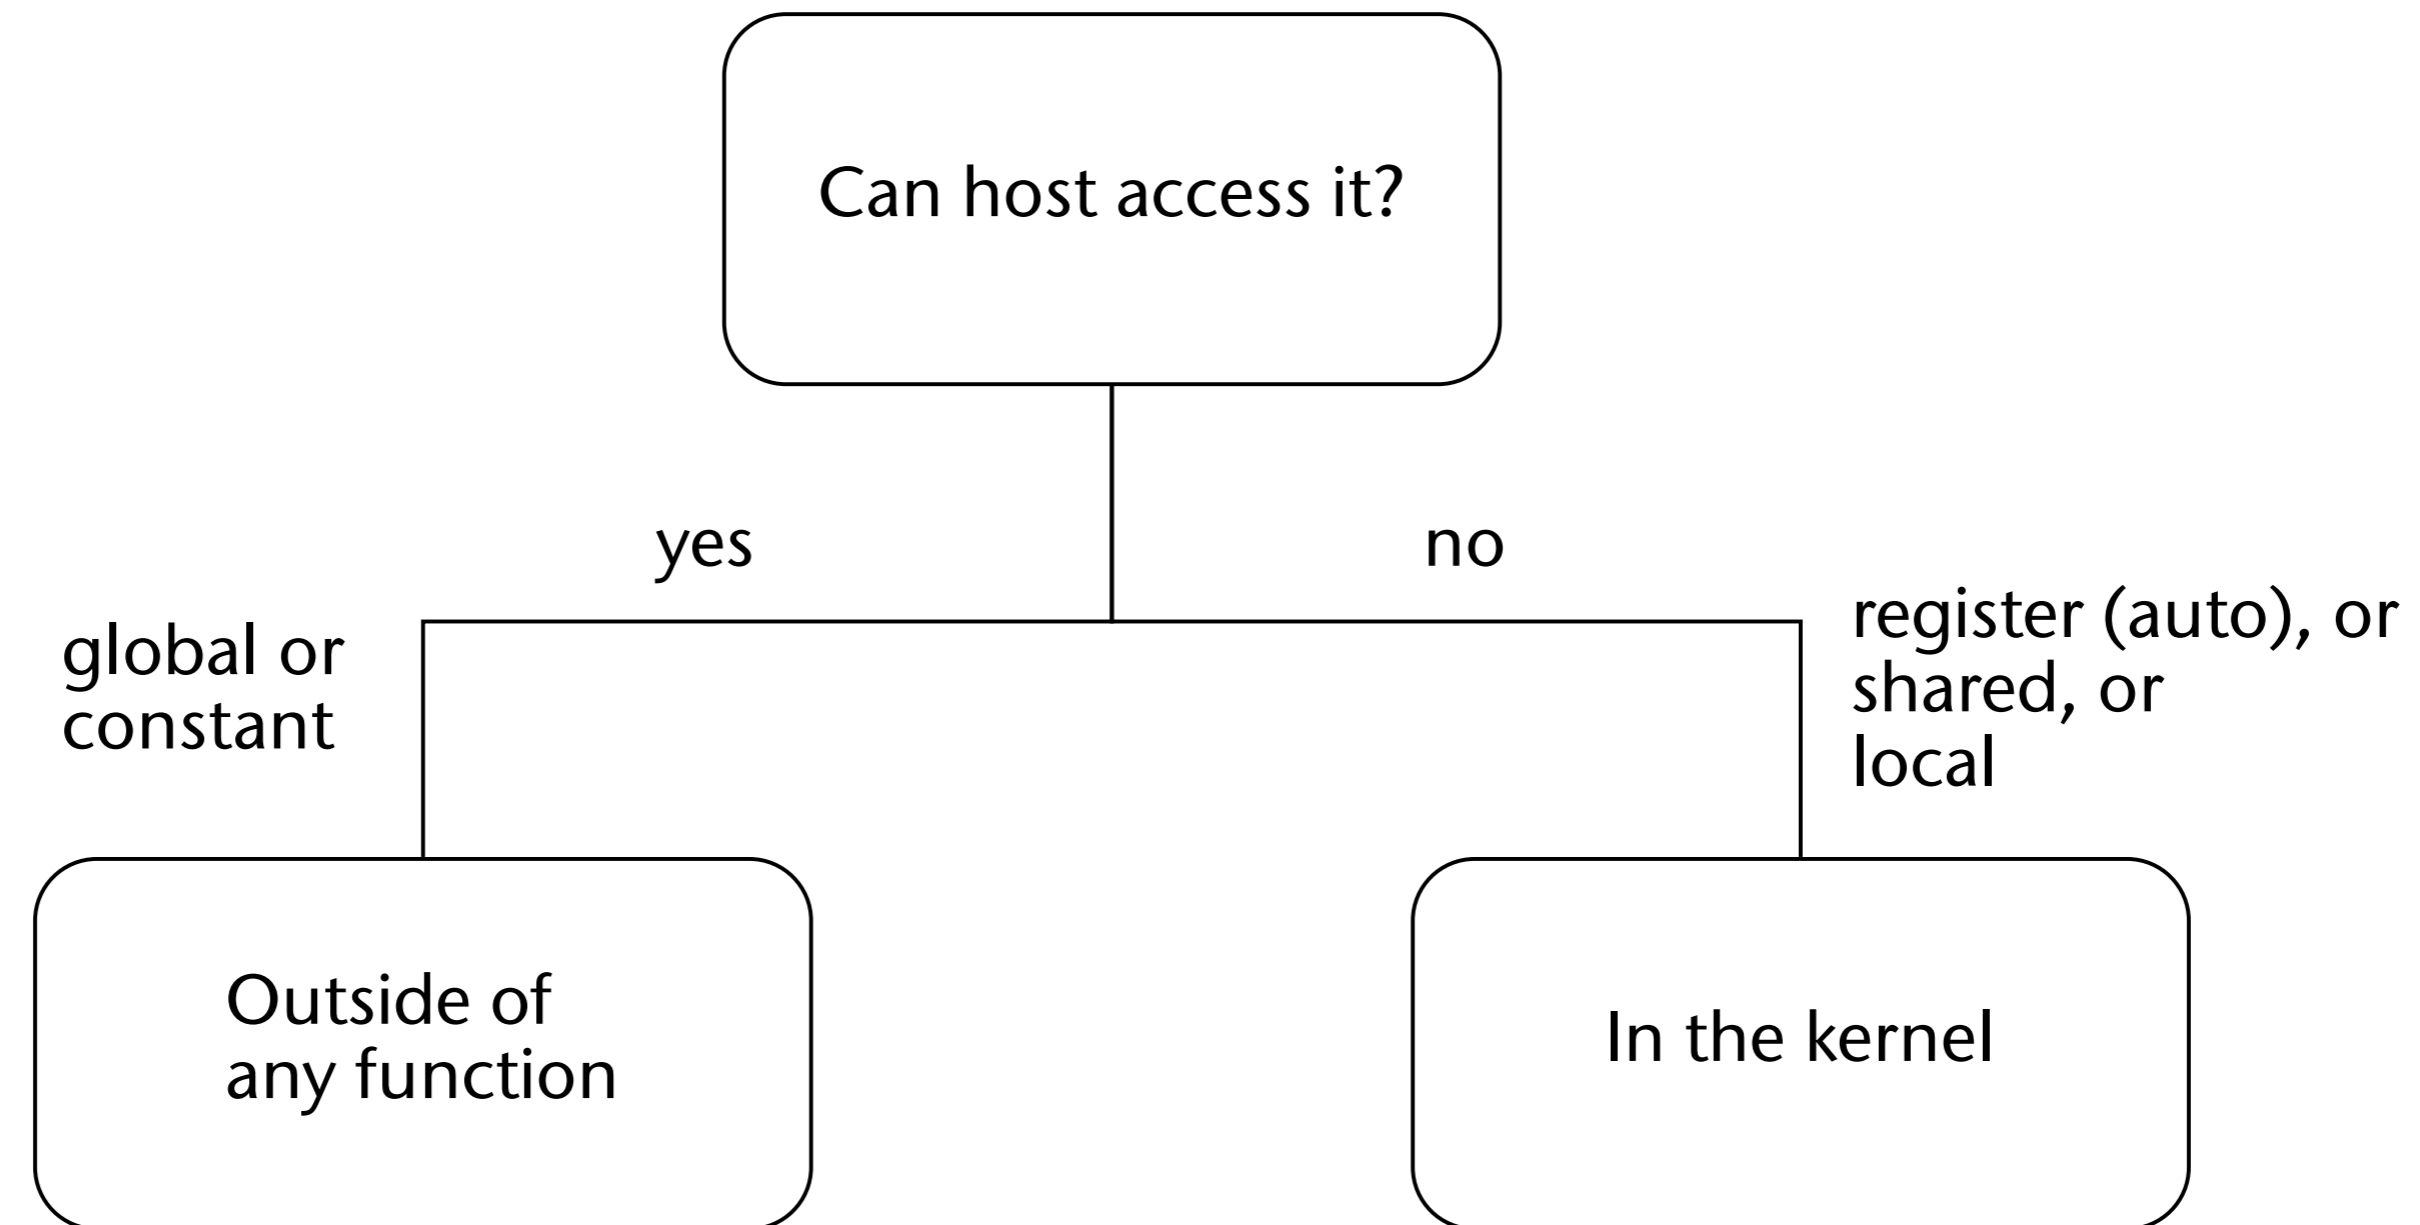 Can host access it?
yes
no
global or
constant
register (auto), or
shared, or
local
Outside of
any function
In the kernel